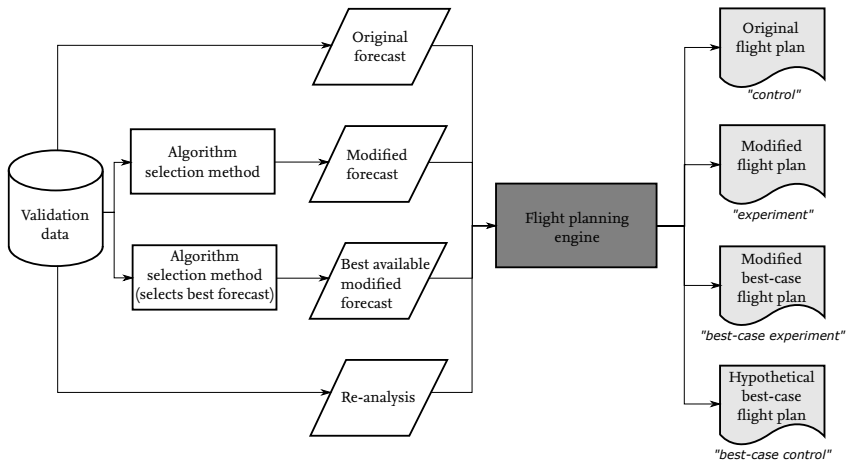 Validation
data
Original
forecast
Algorithm
selection method
Modified
forecast
Algorithm
selection method
(selects best forecast)
Best available
modified
forecast
Re-analysis
Flight planning
engine
Original
flight plan
"control"
Modified
flight plan
"experiment"
Modified
best-case
flight plan
"best-case experiment"
Hypothetical
best-case
flight plan
"best-case control"